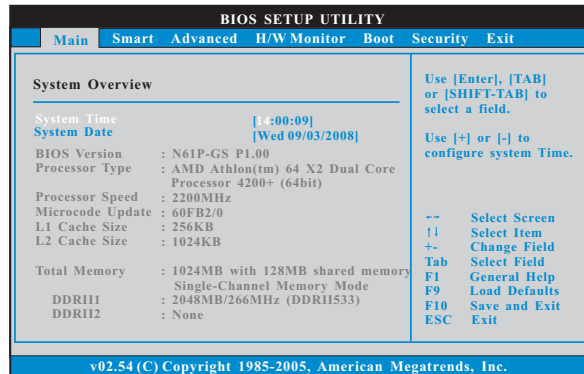 BIOS SETUP UTILITY
Main Smart Advanced H/W Monitor Boot Security Exit
System Overview
System Time [14:00:09]
System Date [Wed 09/03/2008]
BIOS Version : N61P-GS P1.00
Processor Type : AMD Athlon(tm) 64 X2 Dual Core
Processor 4200+ (64bit)
Processor Speed : 2200MHz
Microcode Update : 60FB2/0
L1 Cache Size : 256KB
L2 Cache Size : 1024KB
Total Memory : 1024MB with 128MB shared memory
Single-Channel Memory Mode
DDRII1 : 2048MB/266MHz (DDRII533)
DDRII2 : None
Use [Enter], [TAB]
or [SHIFT-TAB] to
select a field.
Use [+] or [-] to
configure system Time.
←→ Select Screen
↑↓ Select Item
+- Change Field
Tab Select Field
F1 General Help
F9 Load Defaults
F10 Save and Exit
ESC Exit
v02.54 (C) Copyright 1985-2005, American Megatrends, Inc.